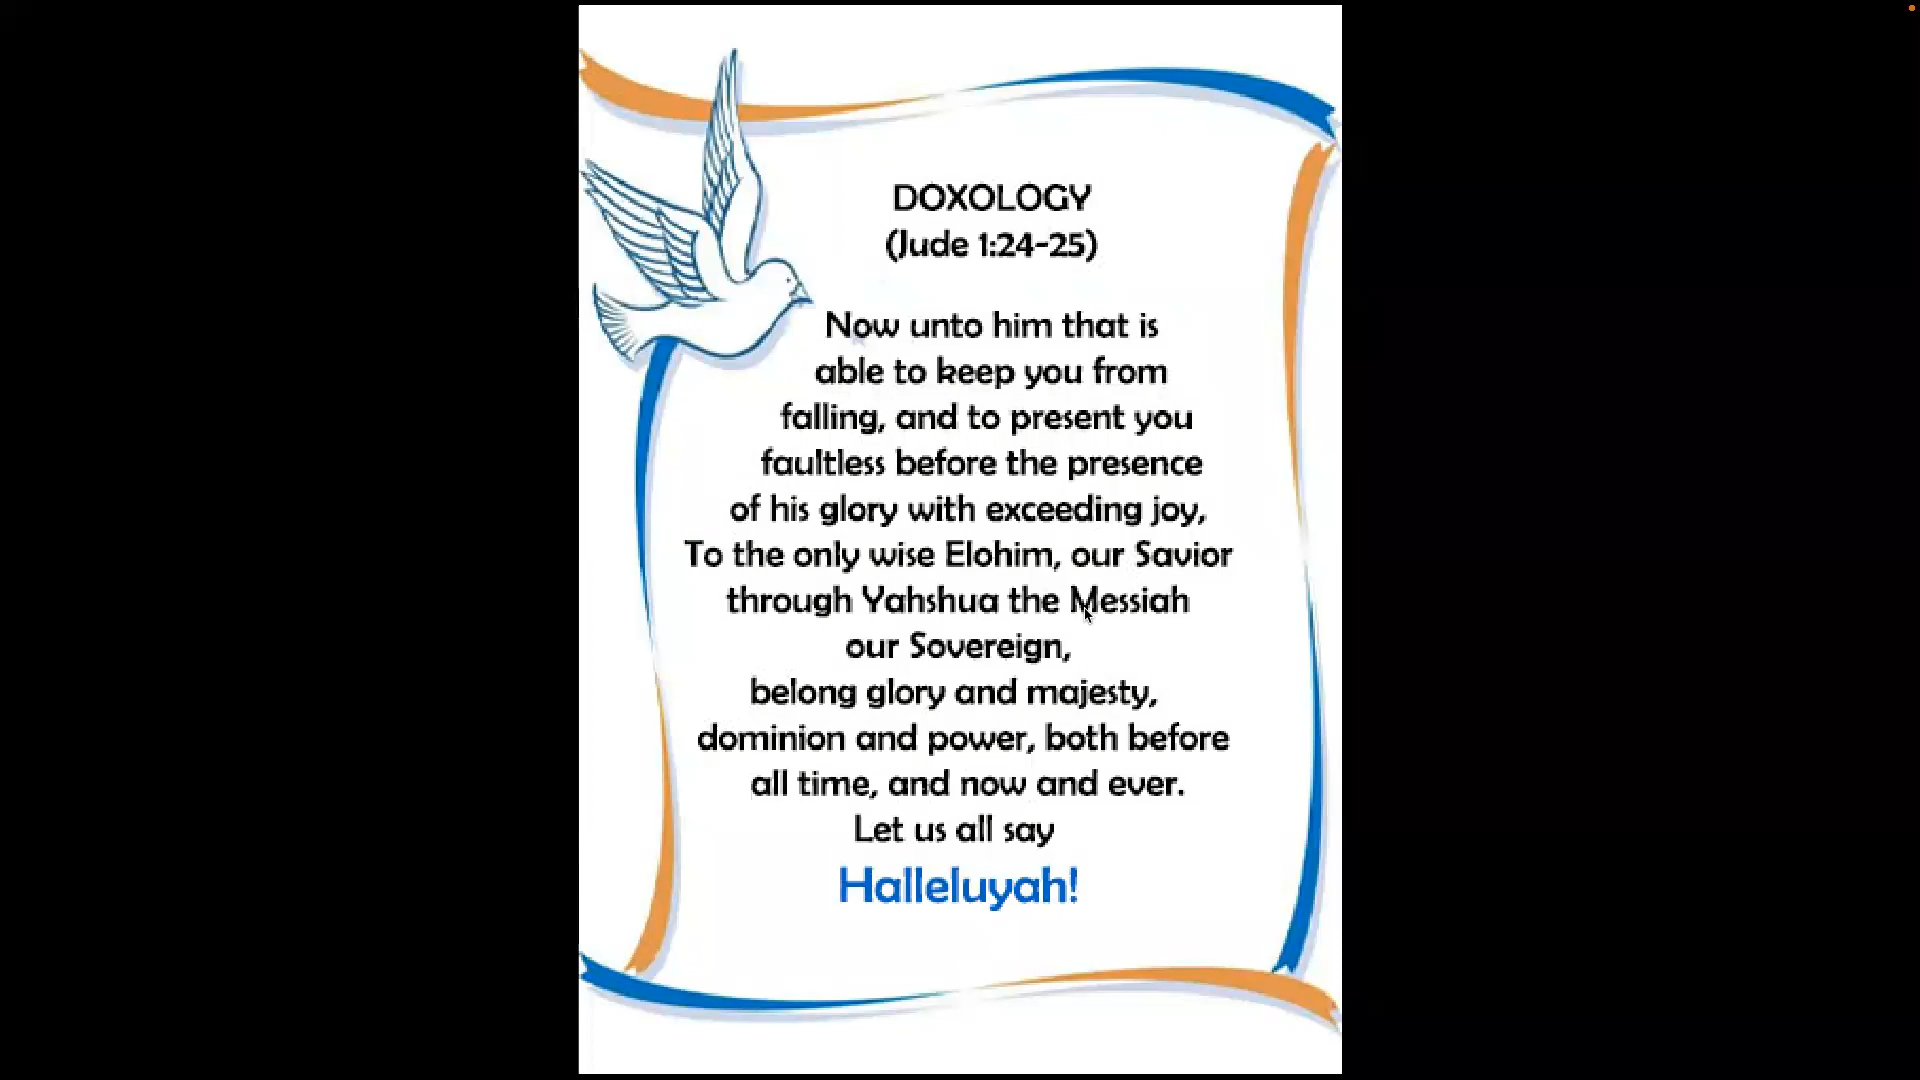 DOXOLOGY
(Jude 1:24-25)
Now unto him that is
able to keep you from
falling, and to present you
faultless before the presence
of his glory with exceeding joy,
To the only wise Elohim, our Savior
through Yahshua the Messiah
our Sovereign,
belong glory and majesty,
dominion and power, both before
all time, and now and ever.
Let us all say
Halleluyah!